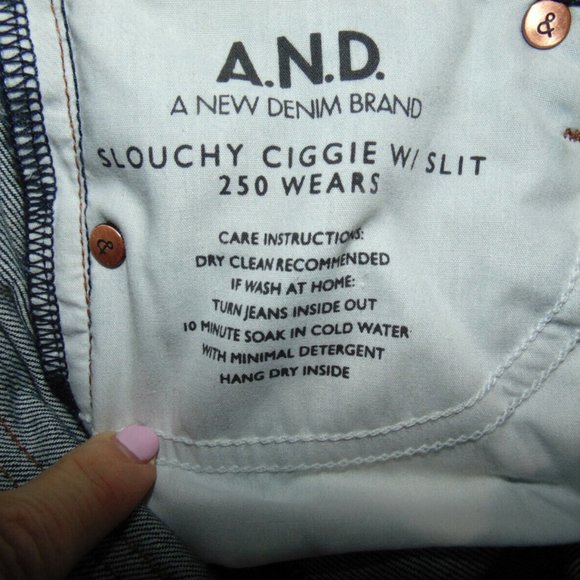 &
A.N.D.
A NEW DENIM BRAND
SLOUCHY CIGGIE W/ SLIT
250 WEARS
&
CARE INSTRUCTIONS:
DRY CLEAN RECOMMENDED
IF WASH AT HOME:
TURN JEANS INSIDE OUT
10 MINUTE SOAK IN COLD WATER
WITH MINIMAL DETERGENT
HANG DRY INSIDE